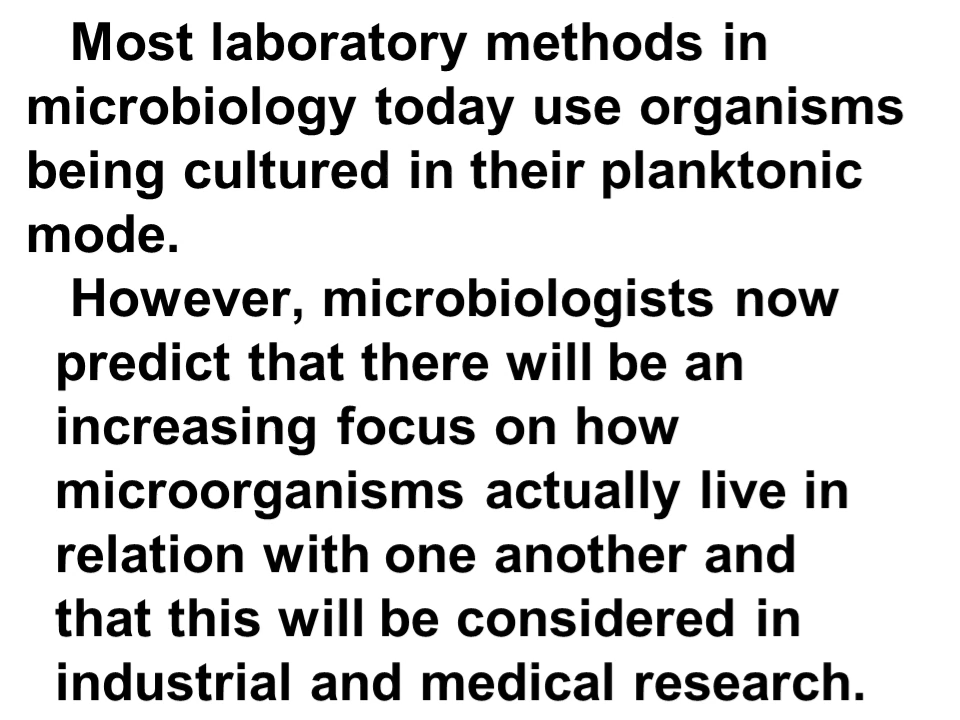 Most laboratory methods in
microbiology today use organisms
being cultured in their planktonic
mode.
However, microbiologists now
predict that there will be an
increasing focus on how
microorganisms actually live in
relation with one another and
that this will be considered in
industrial and medical research.